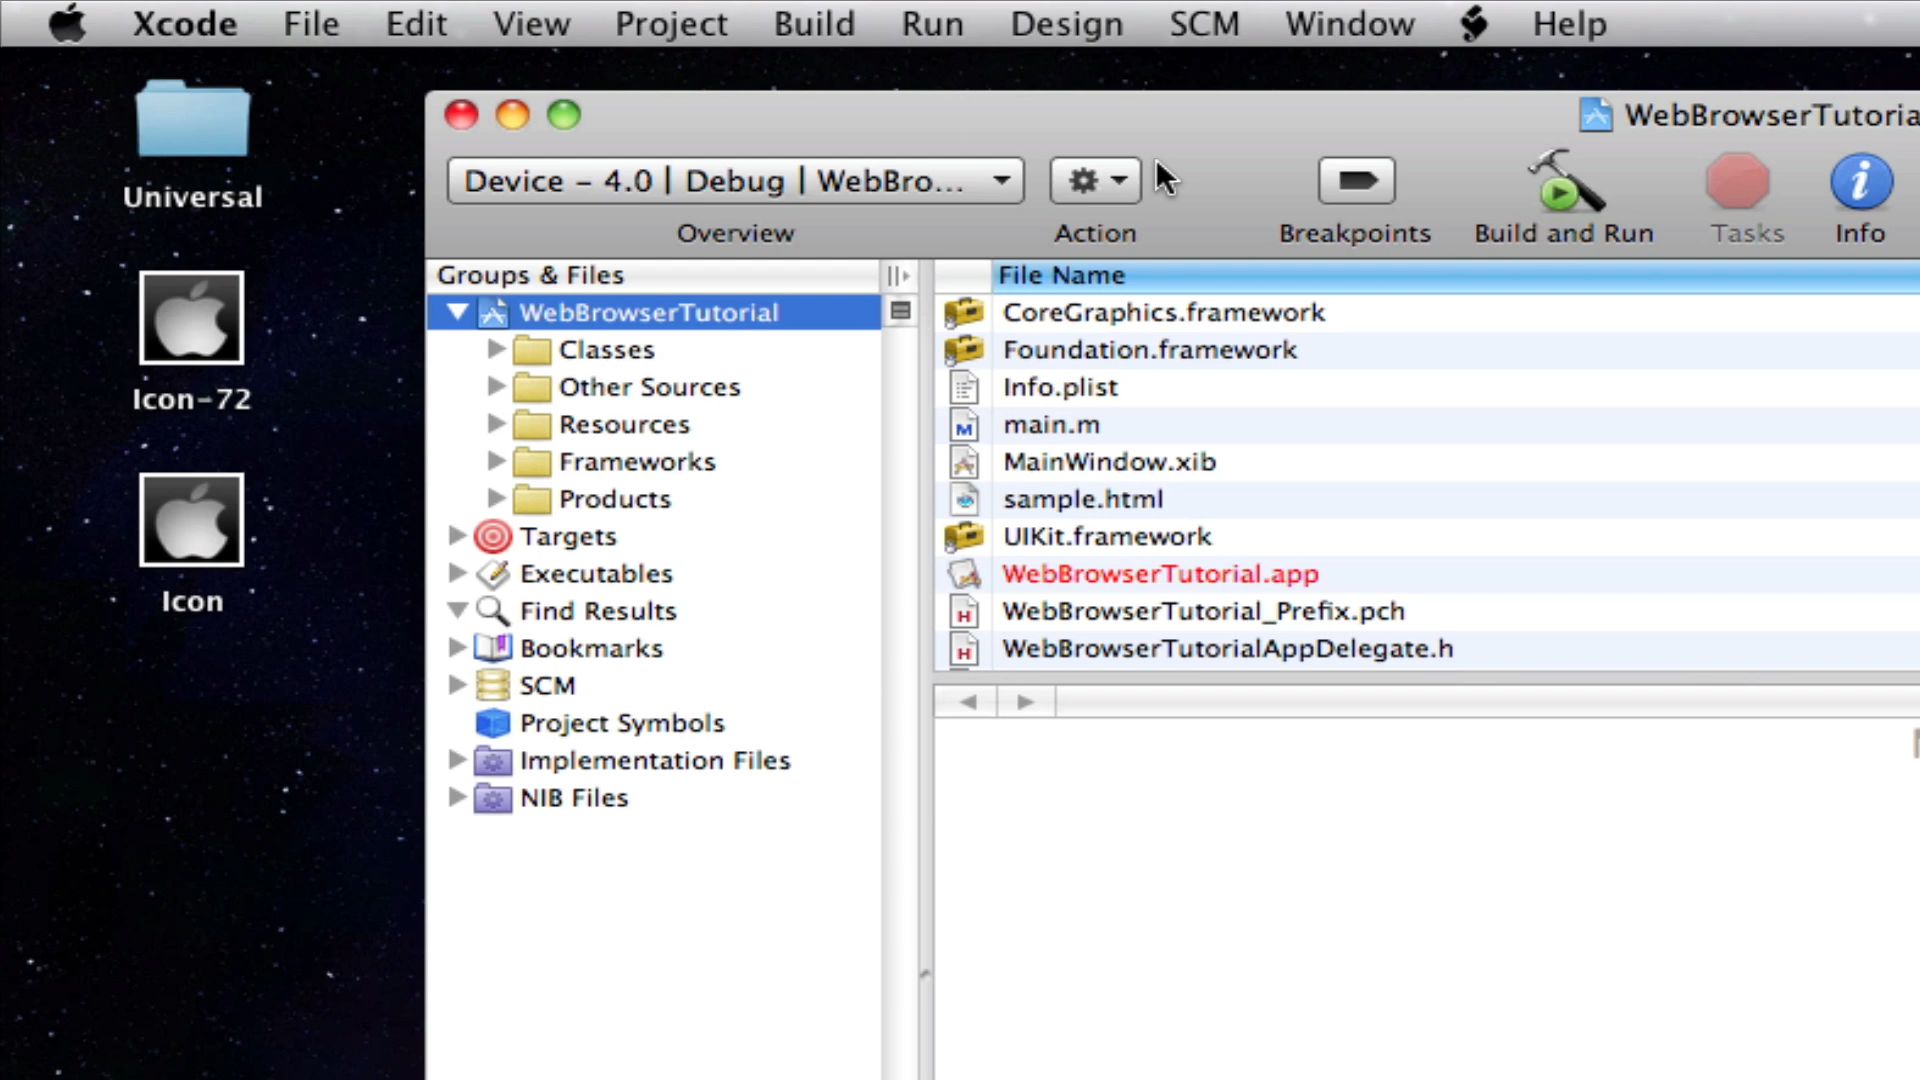 Xcode File Edit View Project Build Run Design SCM Window Help
Universal
Icon-72
Icon
WebBrowserTutoria
Device - 4.0 | Debug | WebBro...
Overview
Action
Breakpoints
Build and Run
Tasks
Info
Groups & Files
WebBrowserTutorial
Classes
Other Sources
Resources
Frameworks
Products
Targets
Executables
Find Results
Bookmarks
SCM
Project Symbols
Implementation Files
NIB Files
File Name
CoreGraphics.framework
Foundation.framework
Info.plist
main.m
MainWindow.xib
sample.html
UIKit.framework
WebBrowserTutorial.app
WebBrowserTutorial_Prefix.pch
WebBrowserTutorialAppDelegate.h